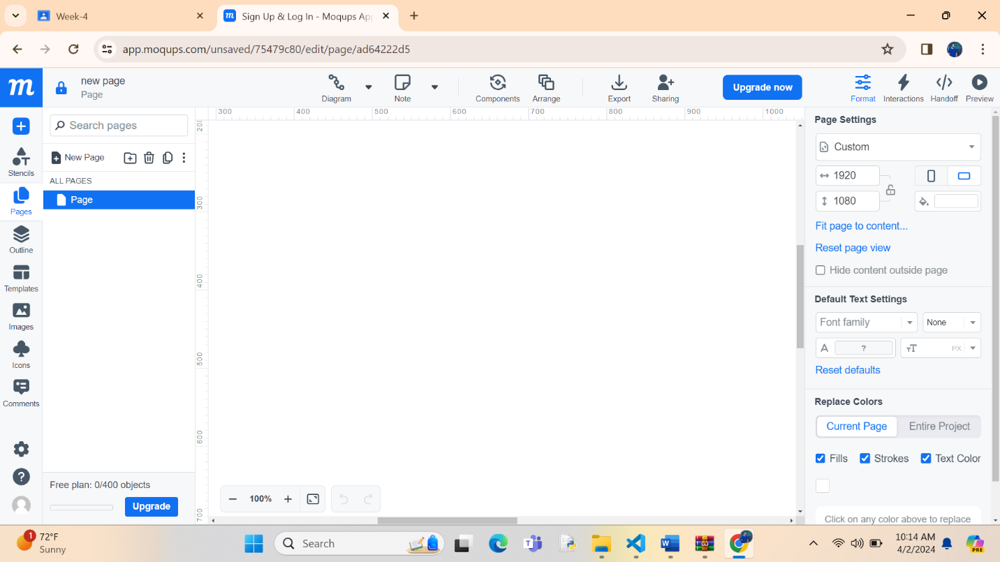 Week-4
Sign Up & Log In - Moqups Ap
app.moqups.com/unsaved/75479c80/edit/page/ad64222d5
m
new page
Page
Diagram
Note
Components
Arrange
Export
Sharing
Upgrade now
Format
Interactions
Handoff
Preview
Search pages
New Page
ALL PAGES
Page
Stencils
Pages
Outline
Templates
Images
Icons
Comments
Free plan: 0/400 objects
Upgrade
300 400 500 600 700 800 900 1000
200
300
400
500
600
700
100%
Page Settings
Custom
1920
1080
Fit page to content...
Reset page view
Hide content outside page
Default Text Settings
Font family
None
A ?
TT PX
Reset defaults
Replace Colors
Current Page Entire Project
Fills Strokes Text Color
Click on any color above to replace
1
72°F
Sunny
Search
10:14 AM
4/2/2024
PRE